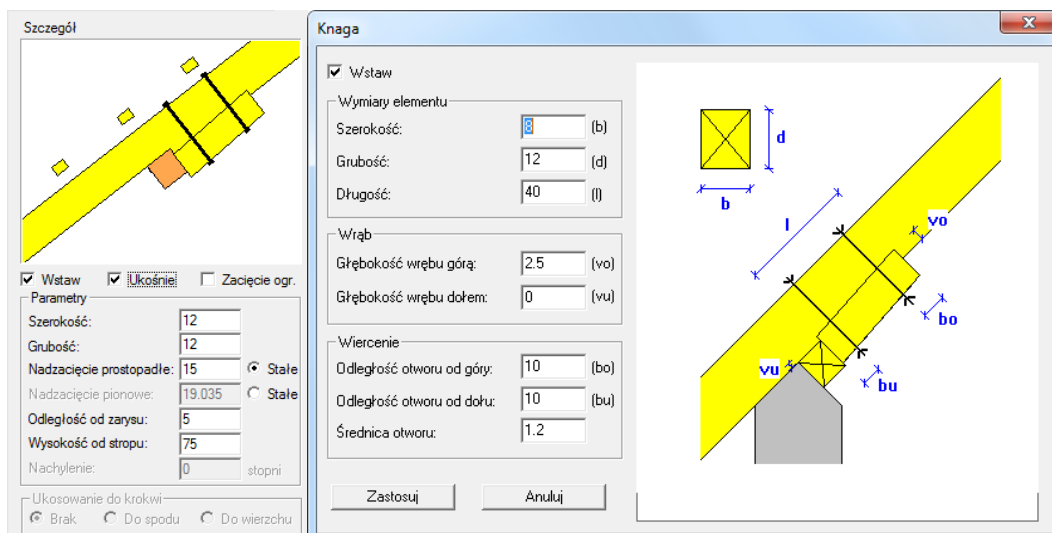 Szczegół
Wstaw
Ukośnie
Zacięcie ogr.
Parametry
Szerokość: 12
Grubość: 12
Nadzacięcie prostopadłe: 15 Stałe
Nadzacięcie pionowe: 19.035 Stałe
Odległość od zarysu: 5
Wysokość od stropu: 75
Nachylenie: 0 stopni
Ukosowanie do krokwi
Brak Do spodu Do wierzchu
Knaga
Wstaw
Wymiary elementu
Szerokość: 8 (b)
Grubość: 12 (d)
Długość: 40 (l)
Wrąb
Głębokość wrębu górą: 2.5 (vo)
Głębokość wrębu dołem: 0 (vu)
Wiercenie
Odległość otworu od góry: 10 (bo)
Odległość otworu od dołu: 10 (bu)
Średnica otworu: 1.2
Zastosuj Anuluj
d
b
l
vo
bo
vu
bu